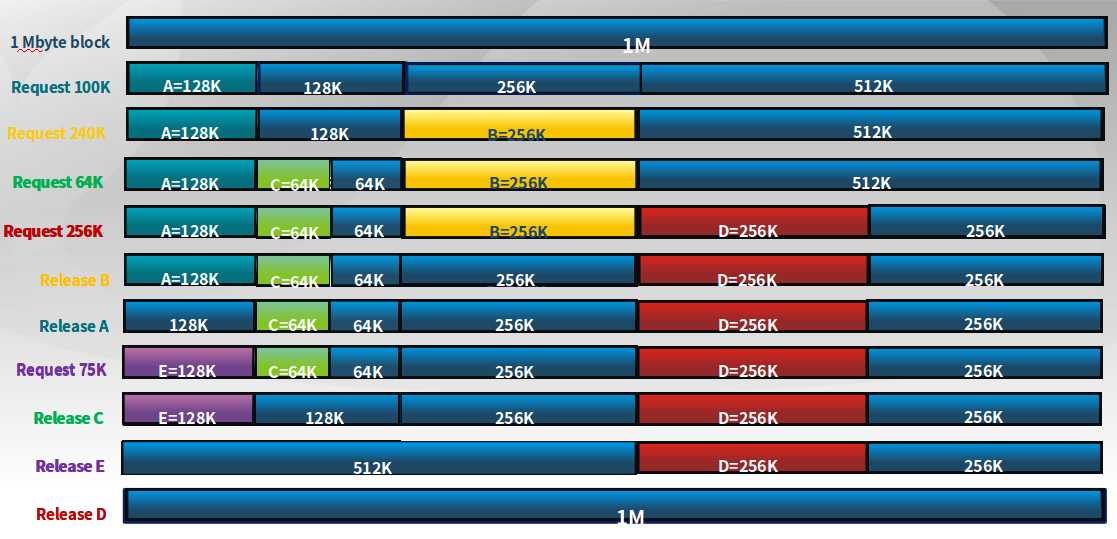 1 Mbyte block 1M
Request 100K A=128K 128K 256K 512K
Request 240K A=128K 128K B=256K 512K
Request 64K A=128K C=64K 64K B=256K 512K
Request 256K A=128K C=64K 64K B=256K D=256K 256K
Release B A=128K C=64K 64K 256K D=256K 256K
Release A 128K C=64K 64K 256K D=256K 256K
Request 75K E=128K C=64K 64K 256K D=256K 256K
Release C E=128K 128K 256K D=256K 256K
Release E 512K D=256K 256K
Release D 1M